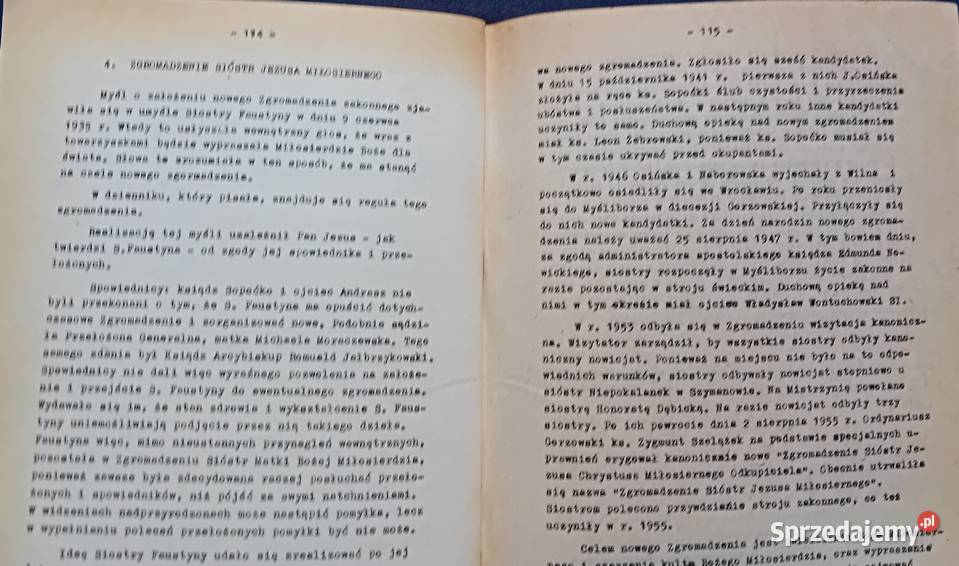 - 114 -
4. ZGROMADZENIE SIÓSTR JEZUSA MIŁOSIERNEGO
Myśl o założeniu nowego Zgromadzenia zakonnego zja-
wiła się w umyśle Siostry Faustyny w dniu 9 czerwca
1935 r. Wtedy to usłyszała wewnętrzny głos, że wraz z
towarzyszkami będzie wypraszała Miłosierdzie Boże dla
świata. Słowa te zrozumiała w ten sposób, że ma stanąć
na czele nowego zgormadzenia.
W dzienniku, który pisała, znajduje się reguła tego
zgromadzenia.
Realizację tej myśli uzależnił Pan Jezus - jak
twierdzi S.Faustyna - od zgody jej spowiednika i prze-
łożonych.
Spowiednicy: ksiądz Sopoćko i ojciec Andrasz nie
byli przekonani o tym, że S. Faustyna ma opuścić dotych-
czasowe Zgromadzenie i zorganizować nowe. Podobnie sądzi-
ła Przełożona Generalna, matka Michaela Moraczewska. Tego
samego zdania był Ksiądz Arcybiskup Romuald Jałbrzykowski.
Spowiednicy nie dali więc wyraźnego pozwolenia na założe-
nie i przejście S. Faustyny do ewentualnego zgromadzenia.
Wydawało się im, że stan zdrowia i wykształcenie S. Faus-
tyny uniemożliwiają podjęcie przez nią takiego dzieła.
Faustyna więc, mimo nieustannych przynagleń wewnętrznych,
pozostała w Zgromadzeniu Sióstr Matki Bożej Miłosierdzia,
ponieważ zawsze była zdecydowana raczej posłuchać przeło-
żonych i spowiedników, niż pójść za swymi natchnieniami.
W widzeniach nadprzyrodzonych może nastąpić pomyłka, lecz
w wypełnianiu poleceń przełożonych pomyłki być nie może.
Ideę Siostry Faustyny udało się zrealizować po jej
- 115 -
wa nowego zgromadzenia. Zgłosiło się sześć kandydatek.
W dniu 15 października 1941 r. pierwsza z nich J.Osińska
złożyła na ręce ks. Sopoćki ślub czystości i przyrzeczenia
ubóstwa i posłuszeństwa. W następnym roku inne kandydatki
uczyniły to samo. Duchową opiekę nad nowym zgromadzeniem
miał ks. Leon Żebrowski, ponieważ ks. Sopoćko musiał się
w tym czasie ukrywać przed okupantami.
W r. 1946 Osińska i Naborowska wyjechały z Wilna i
początkowo osiedliły się we Wrocławiu. Po roku przeniosły
się do Myśliborza w diecezji Gorzowskiej. Przyłączyły się
do nich nowe kandydatki. Za dzień narodzin nowego zgroma-
dzenia należy uważać 25 sierpnia 1947 r. W tym bowiem dniu,
za zgodą administratora apostolskiego księdza Edmunda No-
wickiego, siostry rozpoczęły w Myśliborzu życie zakonne na
razie pozostając w stroju świeckim. Duchową opiekę nad
nimi w tym okresie miał ojciec Władysław Wontuchowski SI.
W r. 1953 odbyła się w Zgromadzeniu wizytacja kanonicz-
na. Wizytator zarządził, by wszystkie siostry odbyły kano-
niczny nowicjat. Ponieważ na miejscu nie było na to odpo-
wiednich warunków, siostry odbywały nowicjat stopniowo u
sióstr Niepokalanek w Szymanowie. Na Mistrzynię powołano
siostrę Honoratę Dąbicką. Na razie nowicjat odbyły trzy
siostry. Po ich powrocie dnia 2 sierpnia 1955 r. Ordynariusz
Gorzowski ks. Zygmunt Szelążek na podstawie specjalnych u-
prawnień erygował kanonicznie nowe "Zgromadzenie Sióstr Je-
zusa Chrystusa Miłosiernego Odkupiciela". Obecnie utrwaliła
się nazwa "Zgromadzenie Sióstr Jezusa Miłosiernego".
Siostrom polecono przywdzianie stroju zakonnego, co też
uczyniły w r. 1955.
Celem nowego Zgromadzenia jest
szerzenie kultu Bożego Miłosierdzia, oraz wypraszanie
Sprzedajemy.pl